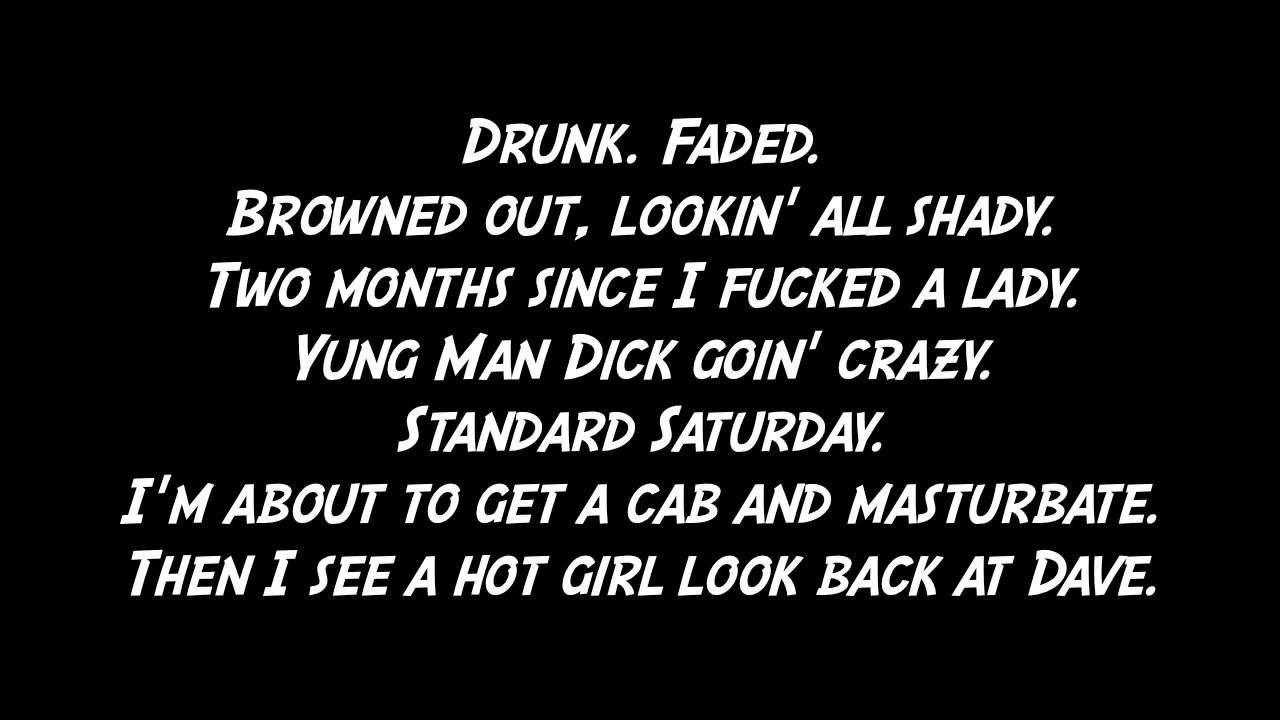 Drunk. Faded.
Browned out, lookin' all shady.
Two months since I fucked a lady.
Yung Man Dick goin' crazy.
Standard Saturday.
I'm about to get a cab and masturbate.
Then I see a hot girl look back at Dave.